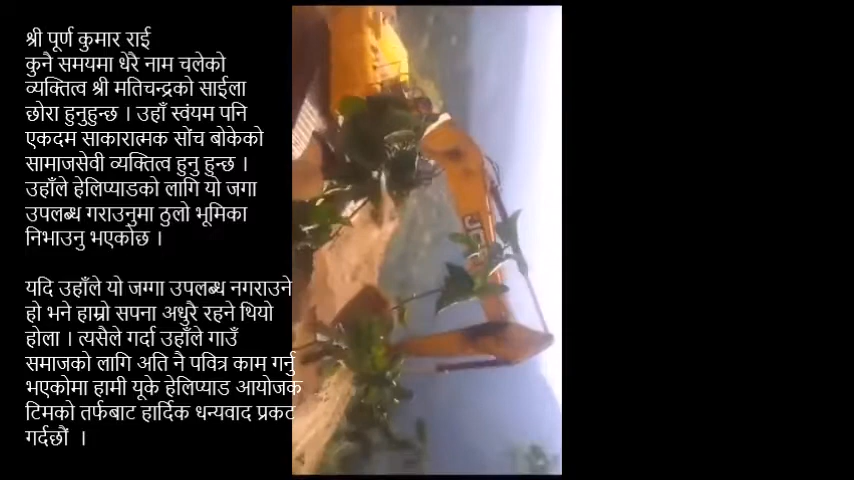 श्री पूर्ण कुमार राई
कुनै समयमा धेरै नाम चलेको
व्यक्तित्व श्री मतिचन्द्रको साईला
छोरा हुनुहुन्छ । उहाँ स्वंयम पनि
एकदम साकारात्मक सोंच बोकेको
सामाजसेवी व्यक्तित्व हुनु हुन्छ ।
उहाँले हेलिप्याडको लागि यो जगा
उपलब्ध गराउनुमा ठुलो भूमिका
निभाउनु भएकोछ ।
यदि उहाँले यो जग्गा उपलब्ध नगराउने
हो भने हाम्रो सपना अधुरै रहने थियो
होला । त्यसैले गर्दा उहाँले गाउँ
समाजको लागि अति नै पवित्र काम गर्नु
भएकोमा हामी यूके हेलिप्याड आयोजक
टिमको तर्फबाट हार्दिक धन्यवाद प्रकट
गर्दछौं ।